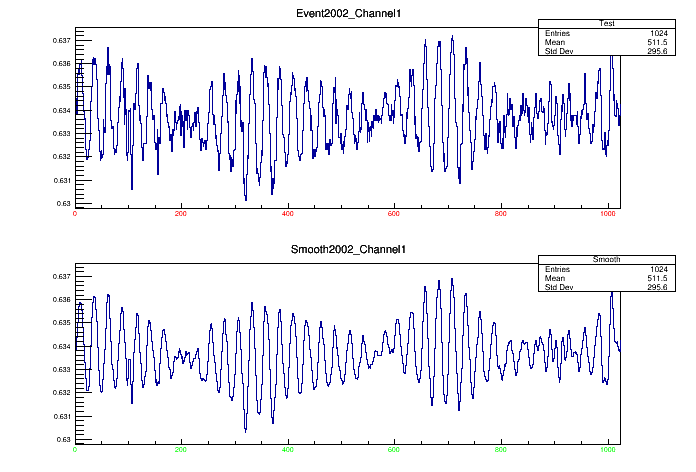 Event2002_Channel1
Test
Entries 1024
Mean 511.5
Std Dev 295.6
0.637
0.636
0.635
0.634
0.633
0.632
0.631
0.63
0 200 400 600 800 1000
Smooth2002_Channel1
Smooth
Entries 1024
Mean 511.5
Std Dev 295.6
0.637
0.636
0.635
0.634
0.633
0.632
0.631
0.63
0 200 400 600 800 1000